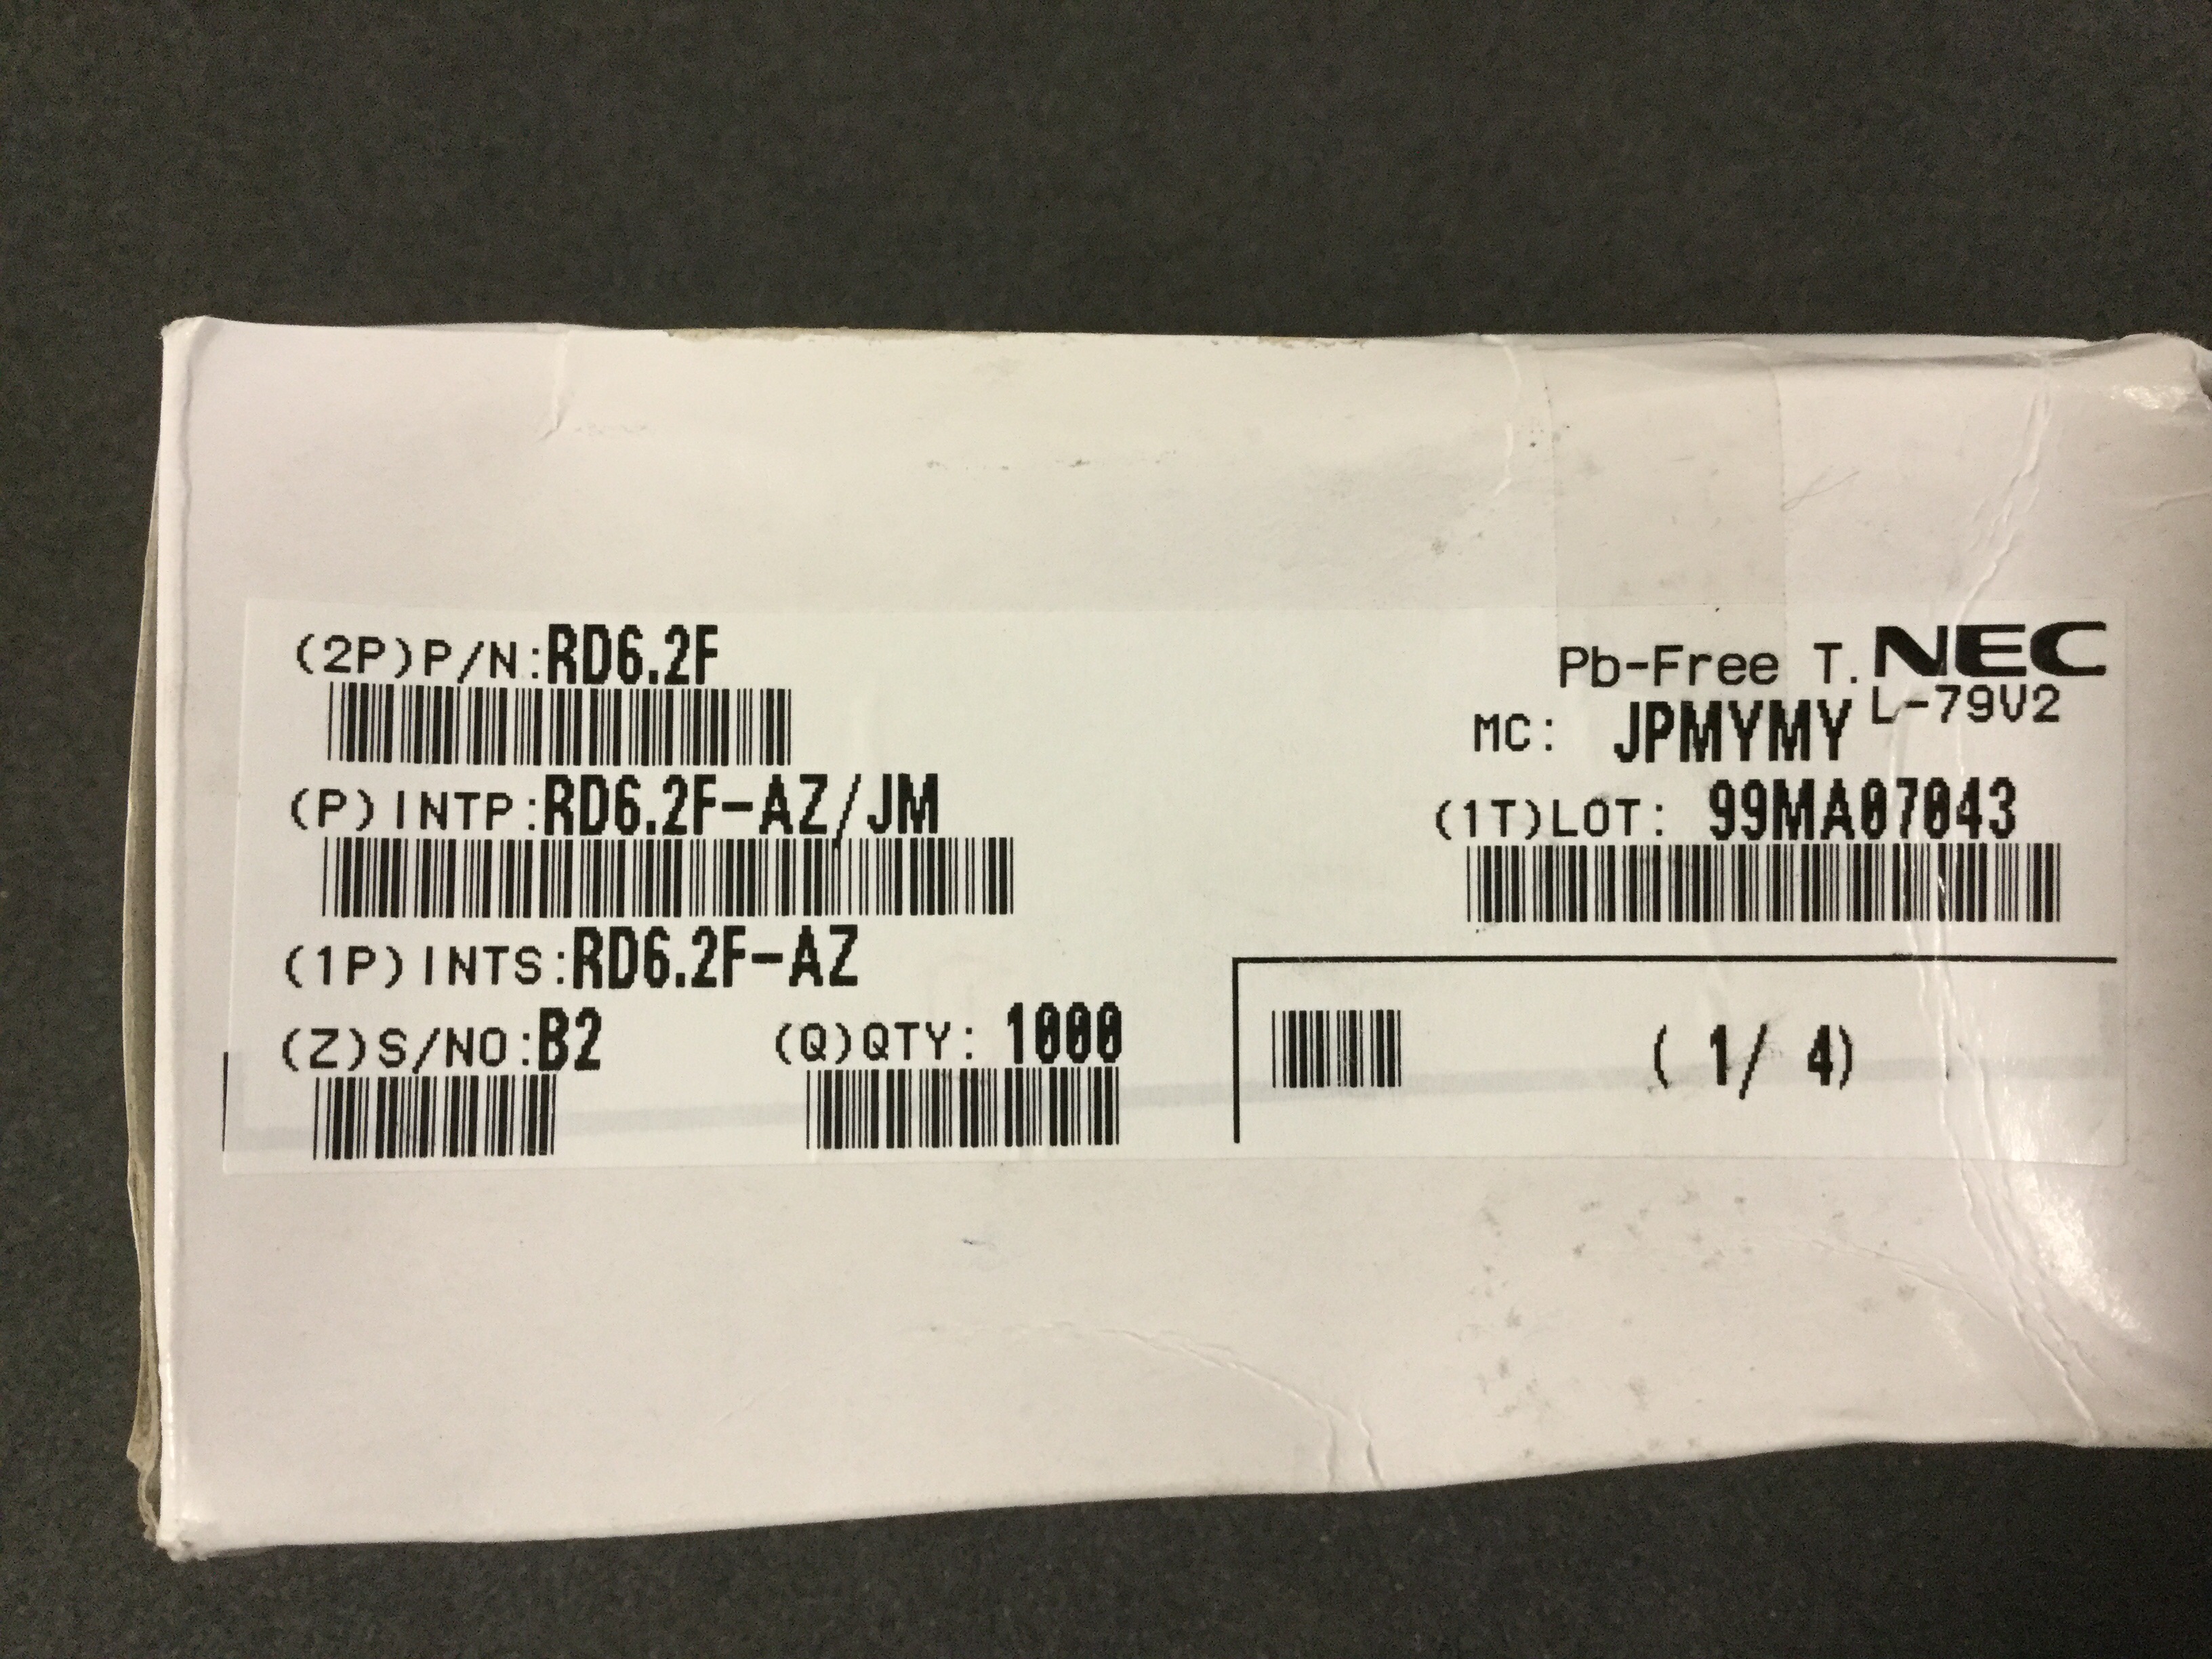 (2P)P/N:RD6.2F
Pb-Free T. NEC
L-79V2
MC: JPMYMY
(P)INTP:RD6.2F-AZ/JM
(1T)LOT: 99MA07043
(1P)INTS:RD6.2F-AZ
(Z)S/NO:B2 (Q)QTY: 1000
( 1/ 4)